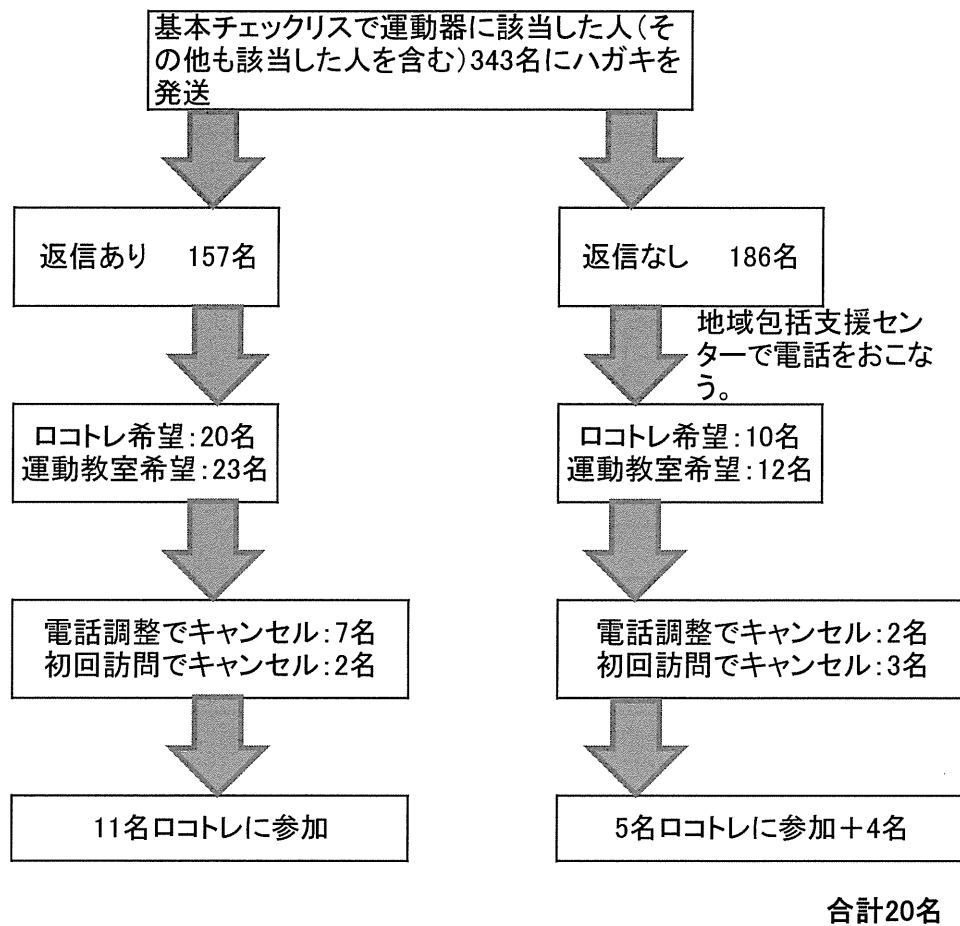 基本チェックリスで運動器に該当した人(そ
の他も該当した人を含む)343名にハガキを
発送
返信あり 157名
返信なし 186名
地域包括支援セン
ターで電話をおこな
う。
ロコトレ希望:20名
運動教室希望:23名
ロコトレ希望:10名
運動教室希望:12名
電話調整でキャンセル:7名
初回訪問でキャンセル:2名
電話調整でキャンセル:2名
初回訪問でキャンセル:3名
11名ロコトレに参加
5名ロコトレに参加+4名
合計20名